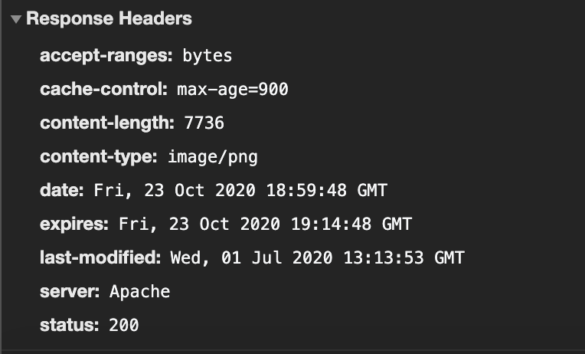 Response Headers
accept-ranges: bytes
cache-control: max-age=900
content-length: 7736
content-type: image/png
date: Fri, 23 Oct 2020 18:59:48 GMT
expires: Fri, 23 Oct 2020 19:14:48 GMT
last-modified: Wed, 01 Jul 2020 13:13:53 GMT
server: Apache
status: 200